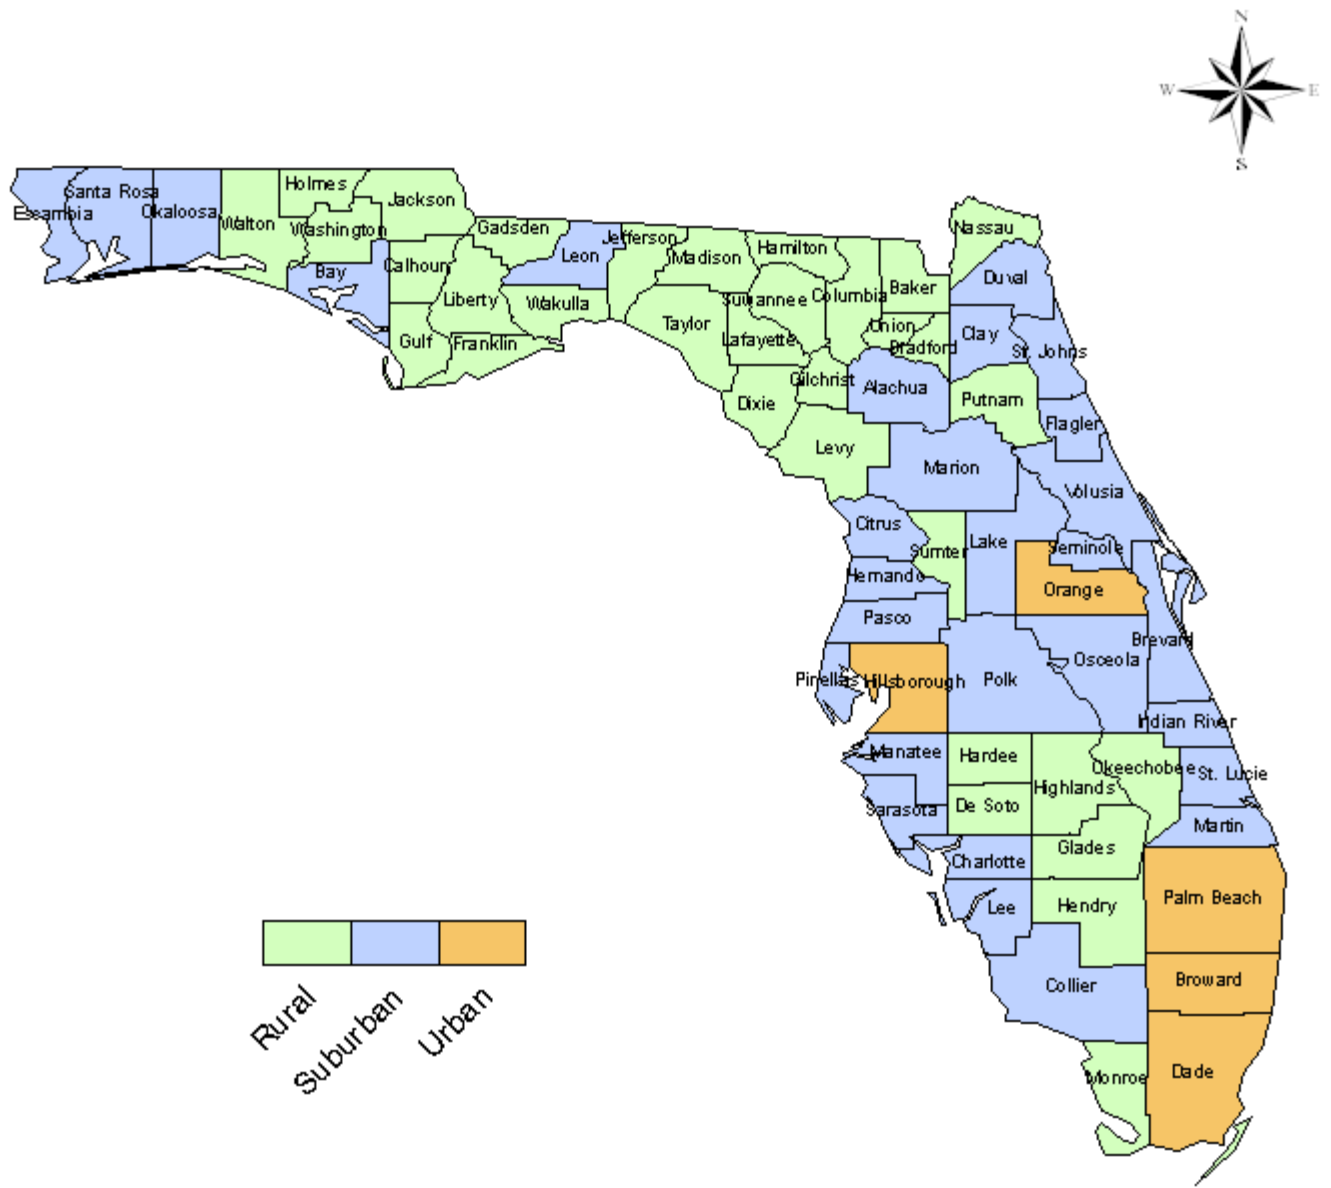 N
W
E
S
Holmes
Santa Rosa
Jackson
Escambia
Okaloosa
Walton
Washington
Gadsden
Nassau
Jefferson
Hamilton
Leon
Madison
Bay
Calhoun
Duval
Baker
Liberty
Wakulla
Suwannee
Columbia
Taylor
Union
Clay
Gulf
Franklin
Lafayette
Bradford
St. Johns
Gilchrist
Alachua
Dixie
Putnam
Flagler
Levy
Marion
Volusia
Citrus
Sumter
Lake
Seminole
Hernando
Orange
Pasco
Brevard
Osceola
Pinellas
Hillsborough
Polk
Indian River
Manatee
Hardee
Okeechobee
St. Lucie
Highlands
Sarasota
De Soto
Martin
Glades
Charlotte
Palm Beach
Lee
Hendry
Broward
Collier
Dade
Monroe
Rural
Suburban
Urban